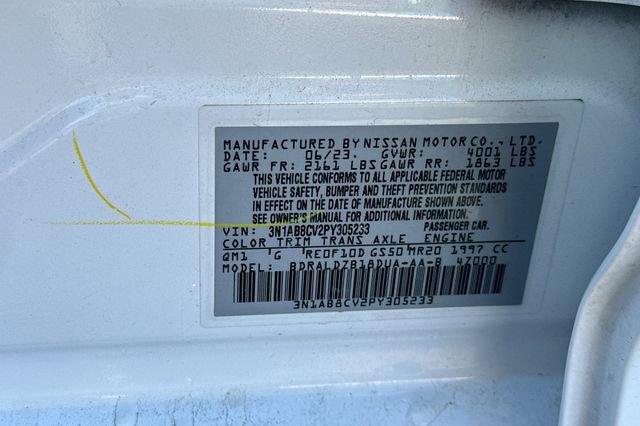 MANUFACTURED BY NISSAN MOTOR CO., LTD.
DATE: 06/23. GVWR: 4001 LBS
GAWR FR: 2161 LBS GAWR RR: 1863 LBS
THIS VEHICLE CONFORMS TO ALL APPLICABLE FEDERAL MOTOR
VEHICLE SAFETY, BUMPER AND THEFT PREVENTION STANDARDS
IN EFFECT ON THE DATE OF MANUFACTURE SHOWN ABOVE.
SEE OWNER'S MANUAL FOR ADDITIONAL INFORMATION.
VIN: 3N1AB8CV2PY305233 PASSENGER CAR.
COLOR TRIM TRANS AXLE ENGINE
QM1 G RE0F10D GS50 MR20 1997 CC
MODEL: BDRALDZB18DUA-AA-B 47000
3N1AB8CV2PY305233